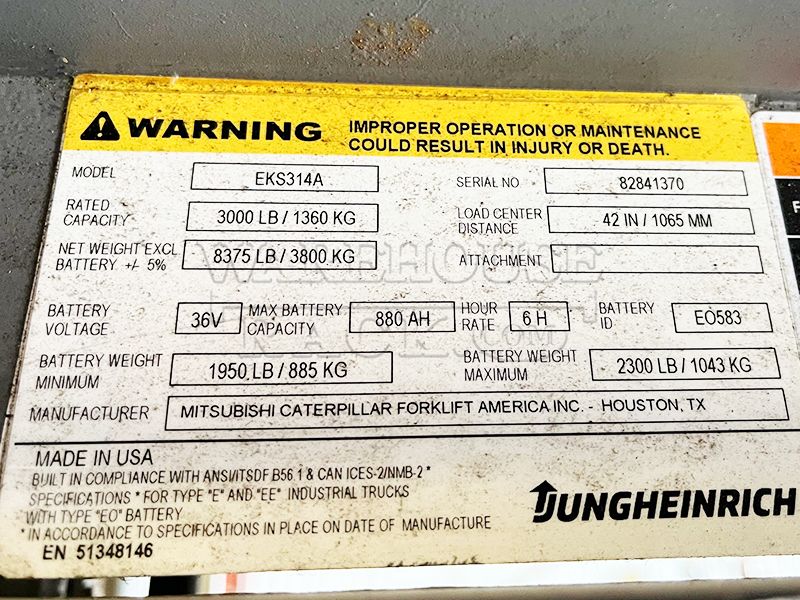 WARNING
IMPROPER OPERATION OR MAINTENANCE
COULD RESULT IN INJURY OR DEATH.
MODEL EKS314A SERIAL NO 82841370
RATED CAPACITY 3000 LB / 1360 KG LOAD CENTER DISTANCE 42 IN / 1065 MM
NET WEIGHT EXCL BATTERY +/- 5% 8375 LB / 3800 KG ATTACHMENT
WAREHOUSE
RACK.com
BATTERY VOLTAGE 36V MAX BATTERY CAPACITY 880 AH HOUR RATE 6 H BATTERY ID EO583
BATTERY WEIGHT MINIMUM 1950 LB / 885 KG BATTERY WEIGHT MAXIMUM 2300 LB / 1043 KG
MANUFACTURER MITSUBISHI CATERPILLAR FORKLIFT AMERICA INC. - HOUSTON, TX
MADE IN USA
BUILT IN COMPLIANCE WITH ANSI/ITSDF B56.1 & CAN ICES-2/NMB-2 *
SPECIFICATIONS * FOR TYPE "E" AND "EE" INDUSTRIAL TRUCKS
WITH TYPE "EO" BATTERY
*IN ACCORDANCE TO SPECIFICATIONS IN PLACE ON DATE OF MANUFACTURE
EN 51348146
JUNGHEINRICH
F